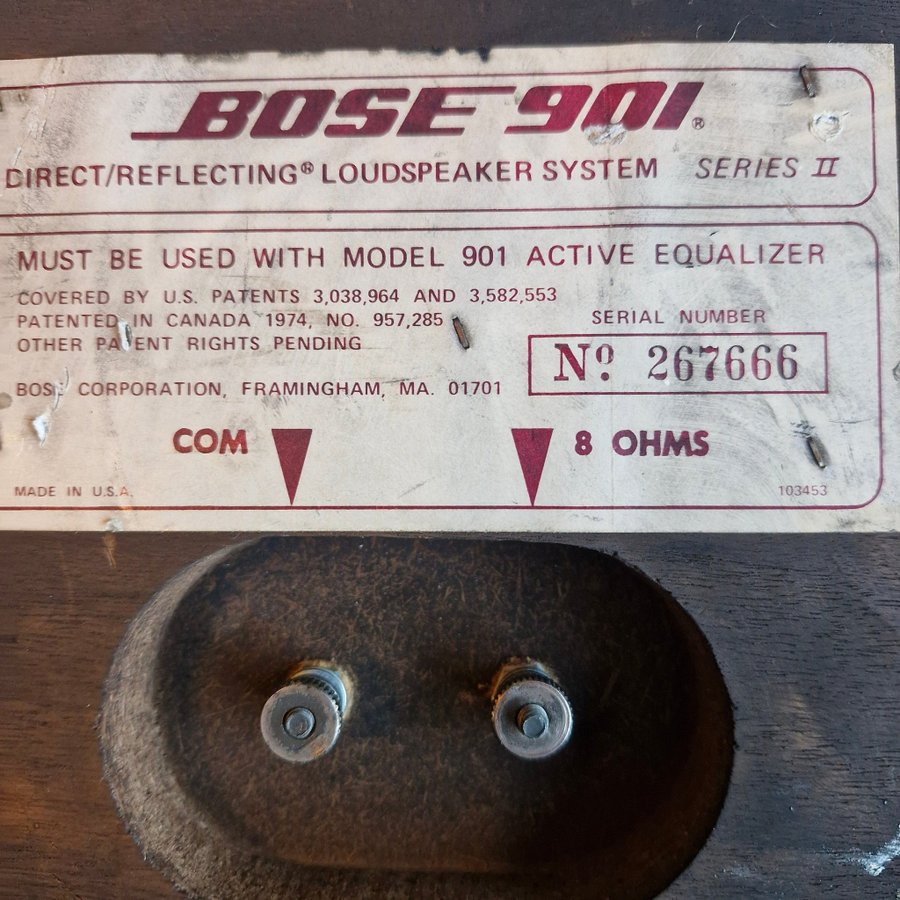 BOSE 901®
DIRECT/REFLECTING® LOUDSPEAKER SYSTEM SERIES II
MUST BE USED WITH MODEL 901 ACTIVE EQUALIZER
COVERED BY U.S. PATENTS 3,038,964 AND 3,582,553
PATENTED IN CANADA 1974, NO. 957,285
OTHER PATENT RIGHTS PENDING
SERIAL NUMBER
Nº 267666
BOSE CORPORATION, FRAMINGHAM, MA. 01701
COM 8 OHMS
MADE IN U.S.A. 103453